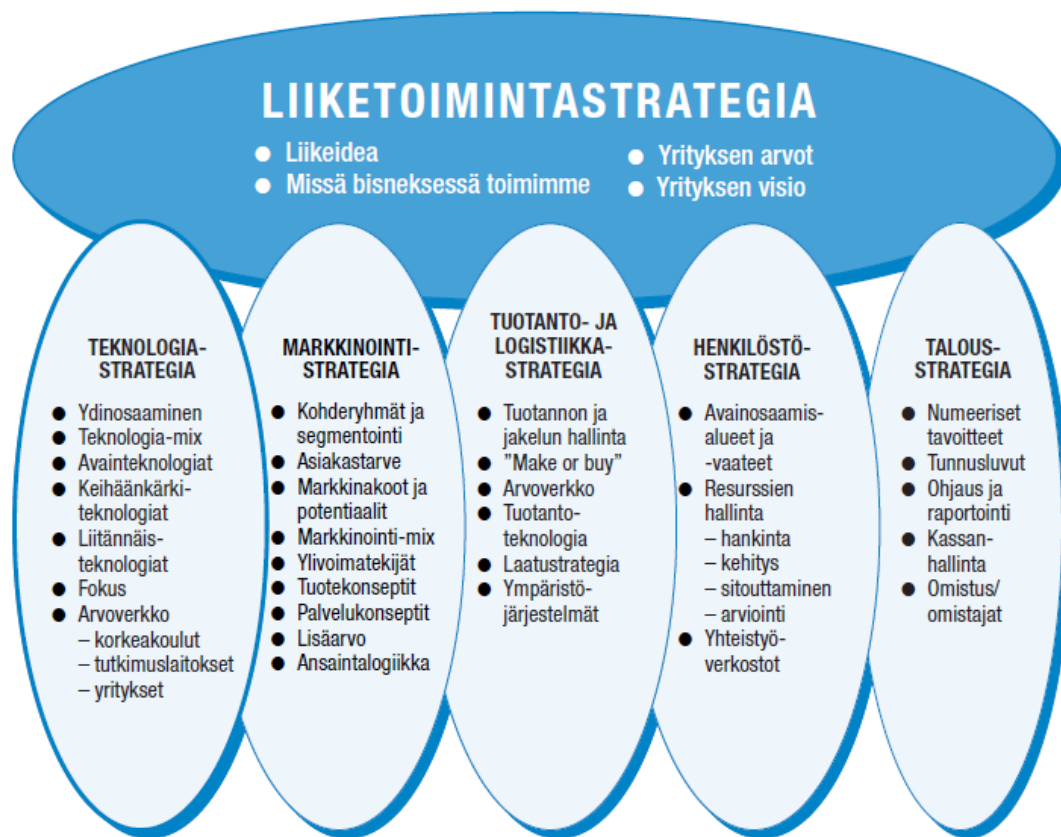 LIIKETOIMINTASTRATEGIA
● Liikeidea
● Missä bisneksessä toimimme
● Yrityksen arvot
● Yrityksen visio
TEKNOLOGIA-
STRATEGIA
● Ydinosaaminen
● Teknologia-mix
● Avainteknologiat
● Keihäänkärki-
teknologiat
● Liitännäis-
teknologiat
● Fokus
● Arvoverkko
– korkeakoulut
– tutkimuslaitokset
– yritykset
MARKKINOINTI-
STRATEGIA
● Kohderyhmät ja
segmentointi
● Asiakastarve
● Markkinakoot ja
potentiaalit
● Markkinointi-mix
● Ylivoimatekijät
● Tuotekonseptit
● Palvelukonseptit
● Lisäarvo
● Ansaintalogiikka
TUOTANTO- JA
LOGISTIIKKA-
STRATEGIA
● Tuotannon ja
jakelun hallinta
● ”Make or buy”
● Arvoverkko
● Tuotanto-
teknologia
● Laatustrategia
● Ympäristö-
järjestelmät
HENKILÖSTÖ-
STRATEGIA
● Avainosaamis-
alueet ja
-vaateet
● Resurssien
hallinta
– hankinta
– kehitys
– sitouttaminen
– arviointi
● Yhteistyö-
verkostot
TALOUS-
STRATEGIA
● Numeeriset
tavoitteet
● Tunnusluvut
● Ohjaus ja
raportointi
● Kassan-
hallinta
● Omistus/
omistajat